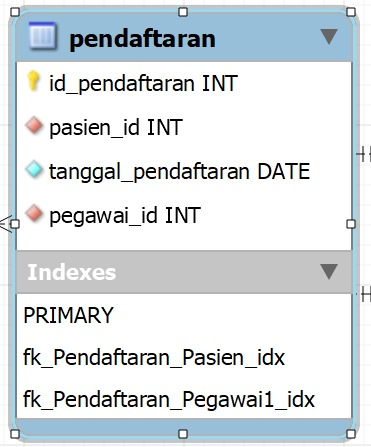 pendaftaran
id_pendaftaran INT
pasien_id INT
tanggal_pendaftaran DATE
pegawai_id INT
Indexes
PRIMARY
fk_Pendaftaran_Pasien_idx
fk_Pendaftaran_Pegawai1_idx